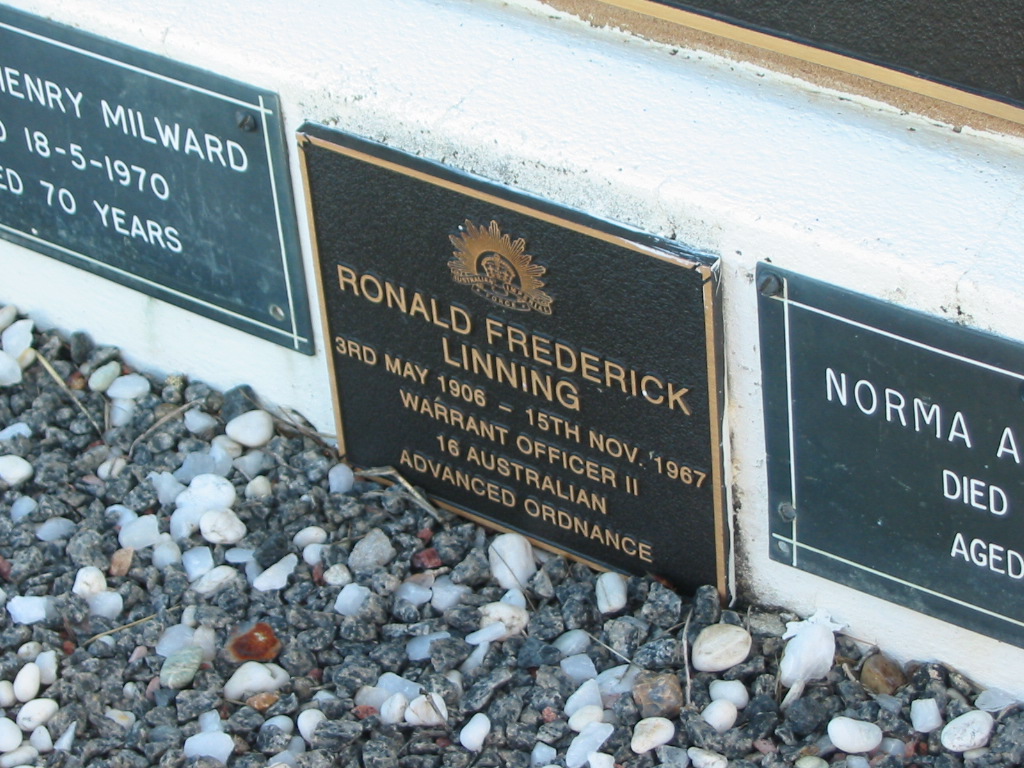 HENRY MILWARD
18-5-1970
70 YEARS
RONALD FREDERICK
LINNING
3RD MAY 1906 - 15TH NOV. 1967
WARRANT OFFICER II
16 AUSTRALIAN
ADVANCED ORDNANCE
NORMA A
DIED
AGED